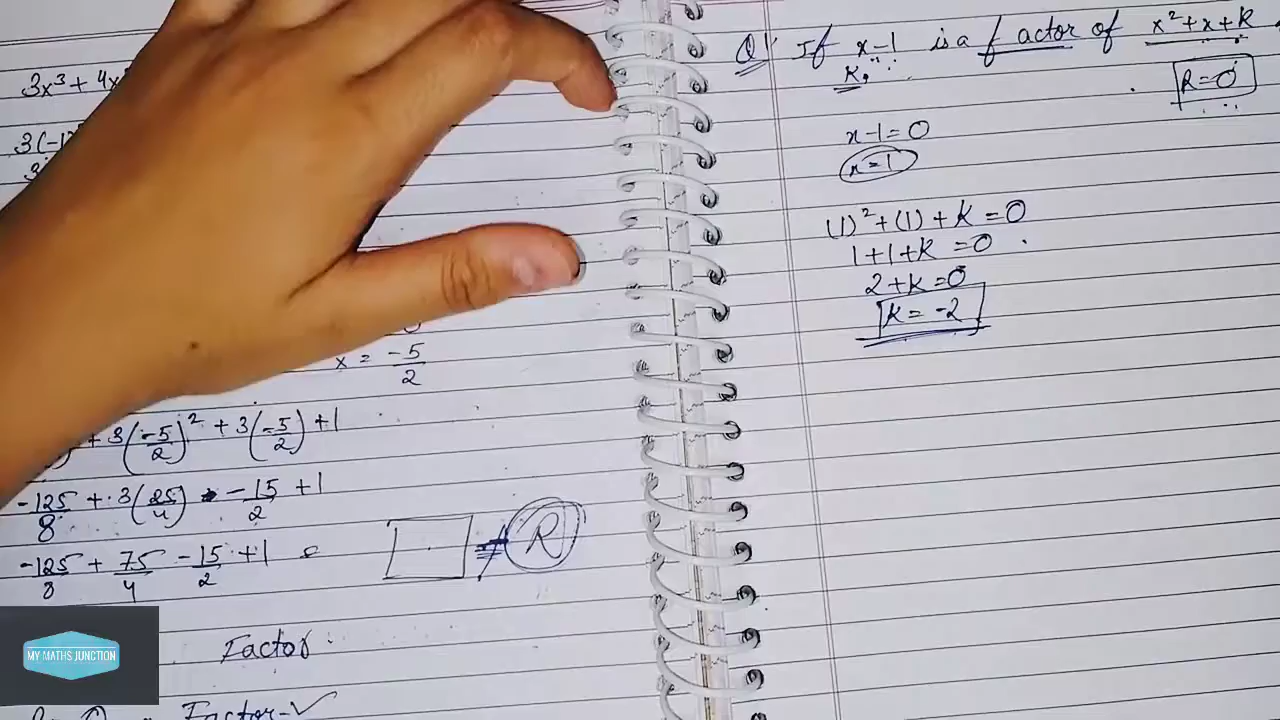 3x³ + 4x
3(-1)
x = -5/2
+ 3(-5/2)² + 3(-5/2) + 1
-125/8 + 3(25/4) - 15/2 + 1
-125/8 + 75/4 - 15/2 + 1
□ ≠ R
Factor
Factor ✓
MY MATHS JUNCTION
Q If x-1 is a factor of x²+x+k
k.
R=0
x-1=0
x=1
(1)²+(1)+k=0
1+1+k=0
2+k=0
k=-2